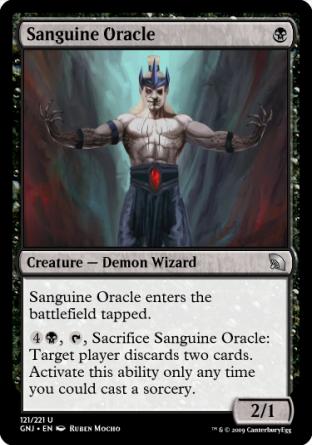 Sanguine Oracle
Creature — Demon Wizard
Sanguine Oracle enters the
battlefield tapped.
4, , Sacrifice Sanguine Oracle:
Target player discards two cards.
Activate this ability only any time
you could cast a sorcery.
121/221 U
GNJ • EN Ruben Mocho
™ & © 2019 CanterburyEgg
2/1